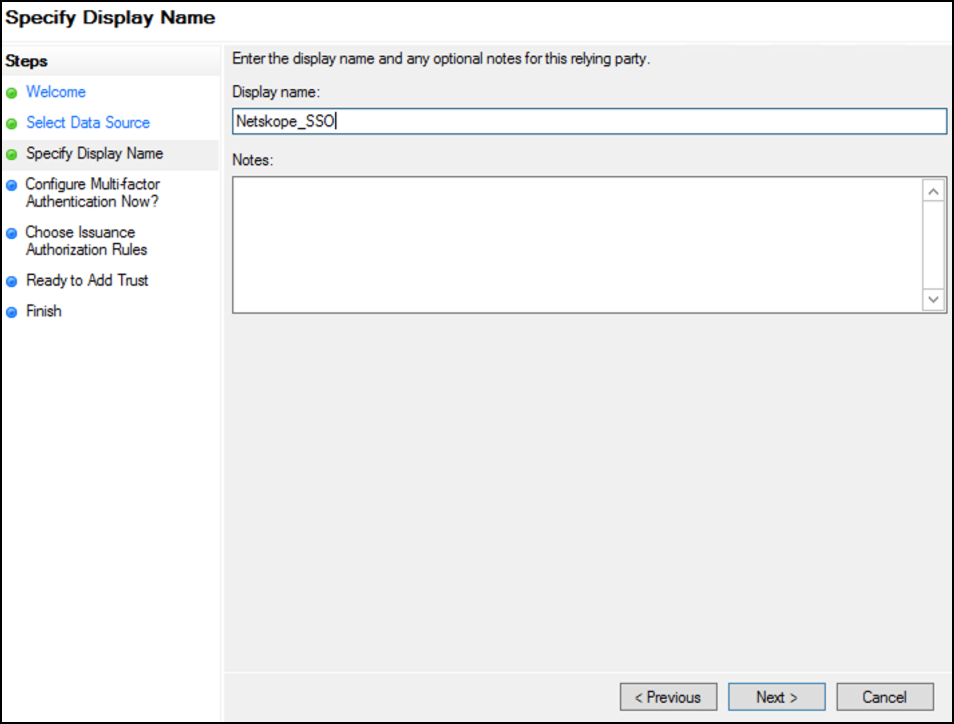 Specify Display Name
Steps
Welcome
Select Data Source
Specify Display Name
Configure Multi-factor
Authentication Now?
Choose Issuance
Authorization Rules
Ready to Add Trust
Finish
Enter the display name and any optional notes for this relying party.
Display name:
Netskope_SSO
Notes:
< Previous
Next >
Cancel